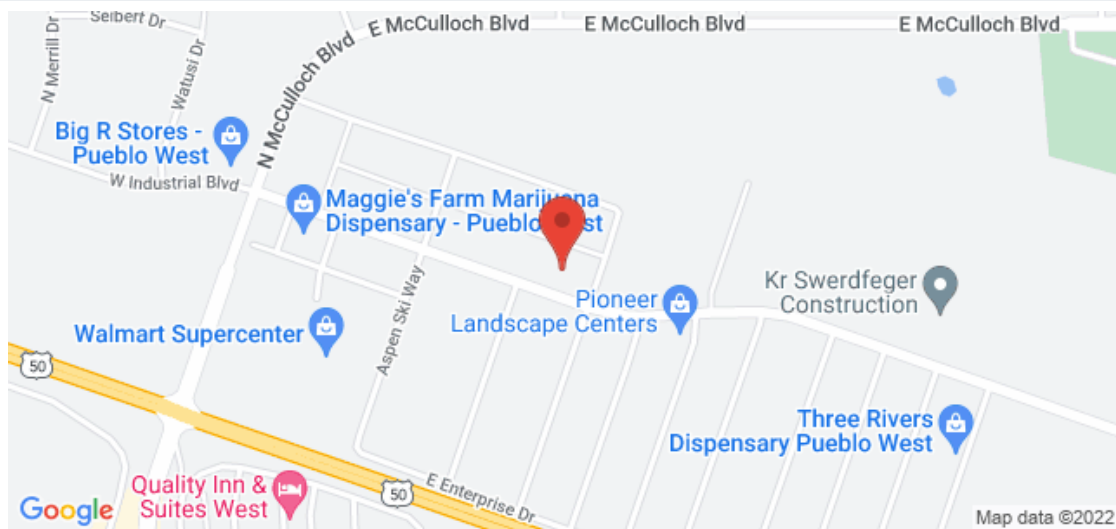 Seibert Dr
E McCulloch Blvd
E McCulloch Blvd
E McCulloch Blvd
N Merrill Dr
Watusi Dr
N McCulloch Blvd
Big R Stores -
Pueblo West
W Industrial Blvd
Maggie's Farm Marijuana
Dispensary - Pueblo West
Aspen Ski Way
Kr Swerdfeger
Construction
Pioneer
Landscape Centers
Walmart Supercenter
50
Three Rivers
Dispensary Pueblo West
Quality Inn &
Suites West
50
E Enterprise Dr
Google
Map data ©2022